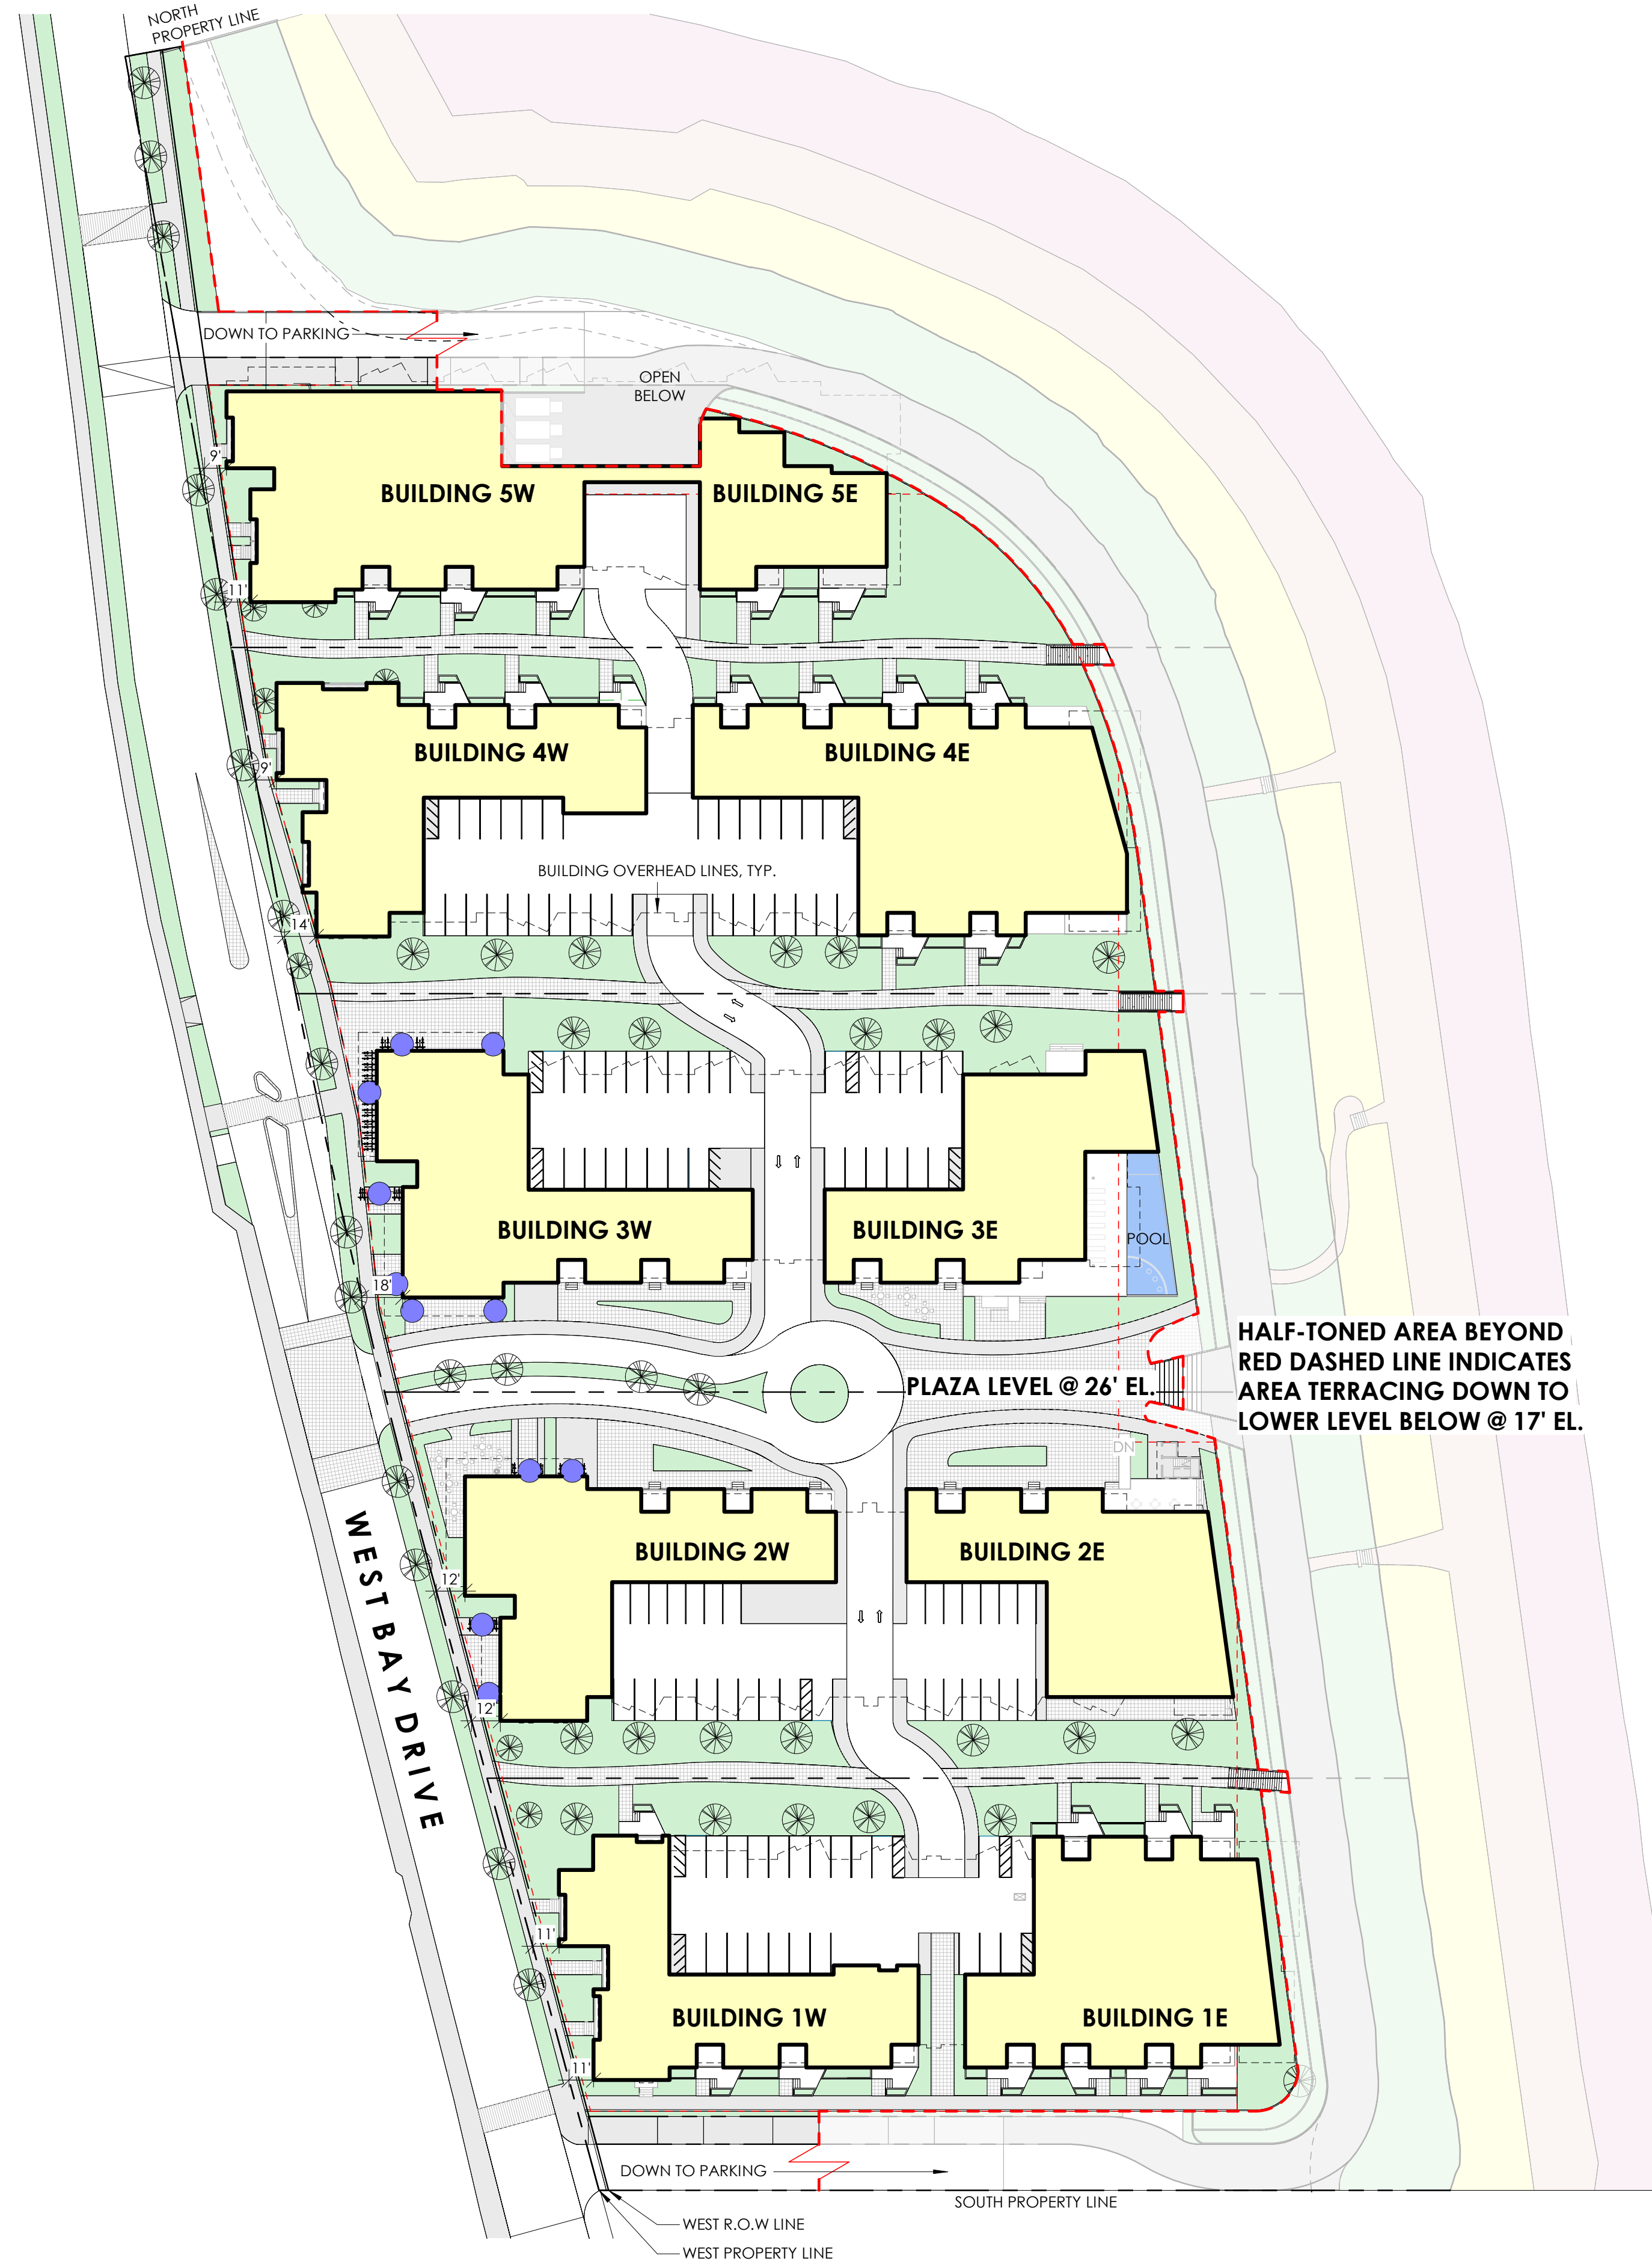 NORTH
PROPERTY LINE
DOWN TO PARKING
OPEN
BELOW
9'
BUILDING 5W
BUILDING 5E
11'
BUILDING 4W
BUILDING 4E
9'
BUILDING OVERHEAD LINES, TYP.
14'
BUILDING 3W
BUILDING 3E
POOL
18'
HALF-TONED AREA BEYOND
RED DASHED LINE INDICATES
AREA TERRACING DOWN TO
LOWER LEVEL BELOW @ 17' EL.
PLAZA LEVEL @ 26' EL.
DN
WEST BAY DRIVE
BUILDING 2W
BUILDING 2E
12'
12'
11'
BUILDING 1W
BUILDING 1E
11'
DOWN TO PARKING
SOUTH PROPERTY LINE
WEST R.O.W LINE
WEST PROPERTY LINE